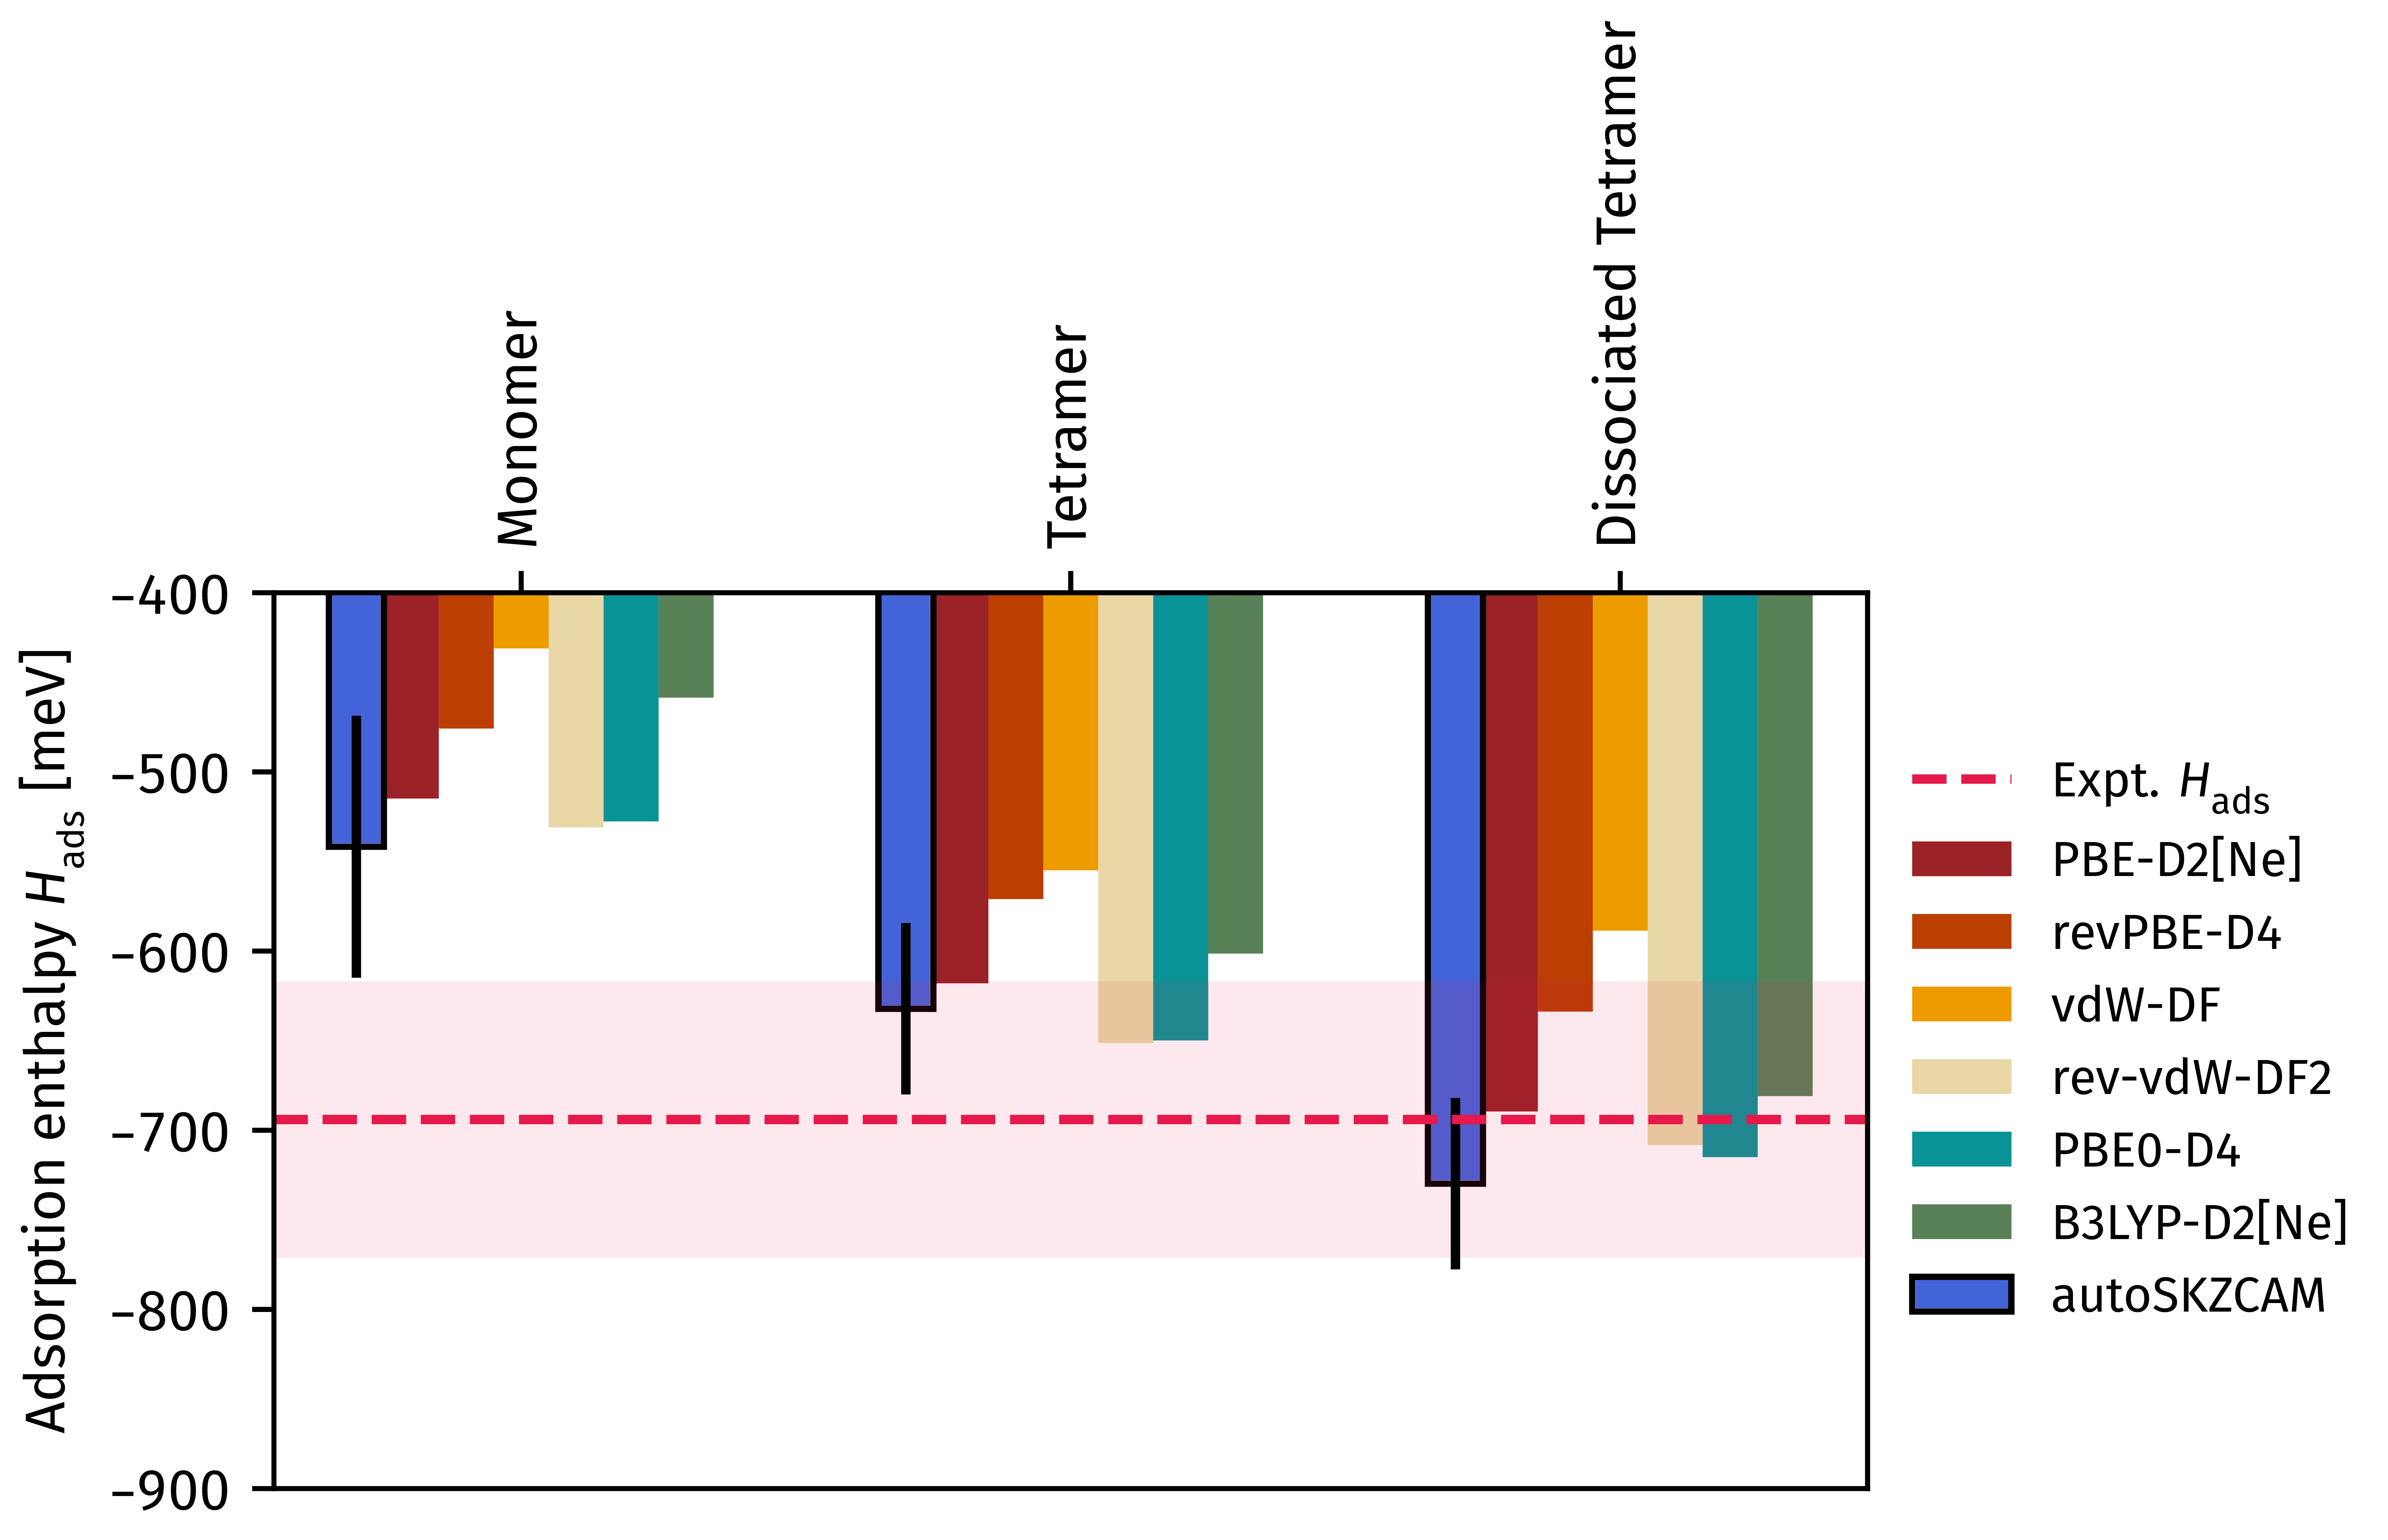 Monomer
Tetramer
Dissociated Tetramer
Adsorption enthalpy Hads [meV]
−400
−500
−600
−700
−800
−900
Expt. Hads
PBE-D2[Ne]
revPBE-D4
vdW-DF
rev-vdW-DF2
PBE0-D4
B3LYP-D2[Ne]
autoSKZCAM